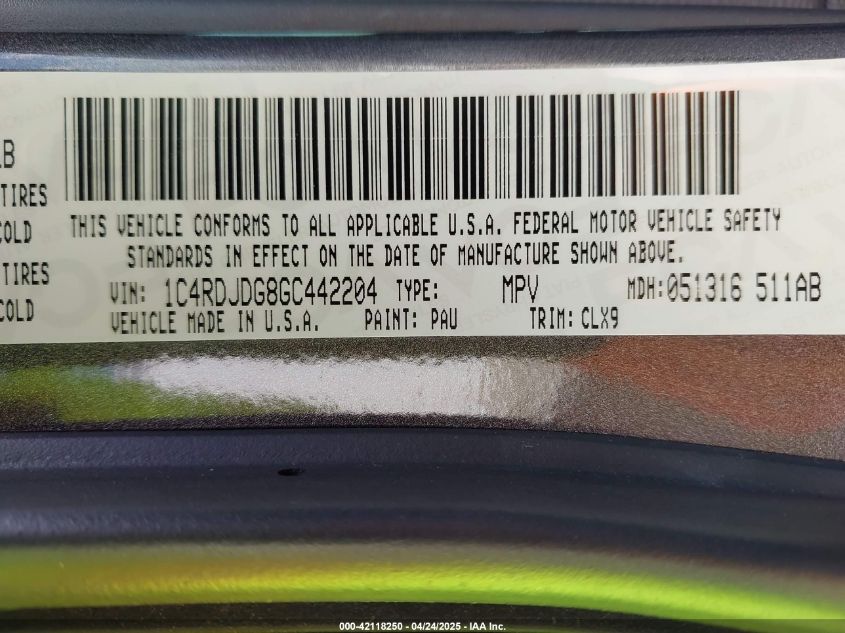 LB
TIRES
COLD
TIRES
COLD
THIS VEHICLE CONFORMS TO ALL APPLICABLE U.S.A. FEDERAL MOTOR VEHICLE SAFETY
STANDARDS IN EFFECT ON THE DATE OF MANUFACTURE SHOWN ABOVE.
VIN: 1C4RDJDG8GC442204 TYPE: MPV MDH: 051316 511AB
VEHICLE MADE IN U.S.A. PAINT: PAU TRIM: CLX9
000-42118250 - 04/24/2025 - IAA Inc.